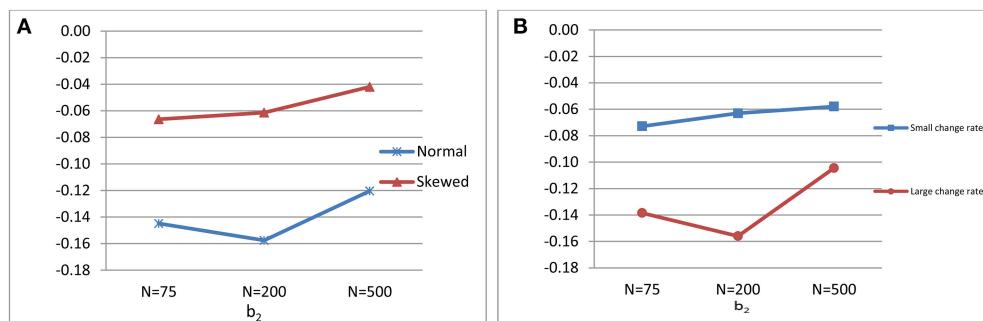 A
0.00
-0.02
-0.04
-0.06
-0.08
-0.10
-0.12
-0.14
-0.16
-0.18
N=75 N=200 N=500
b2
Normal
Skewed
B
0.00
-0.02
-0.04
-0.06
-0.08
-0.10
-0.12
-0.14
-0.16
-0.18
N=75 N=200 N=500
b2
Small change rate
Large change rate